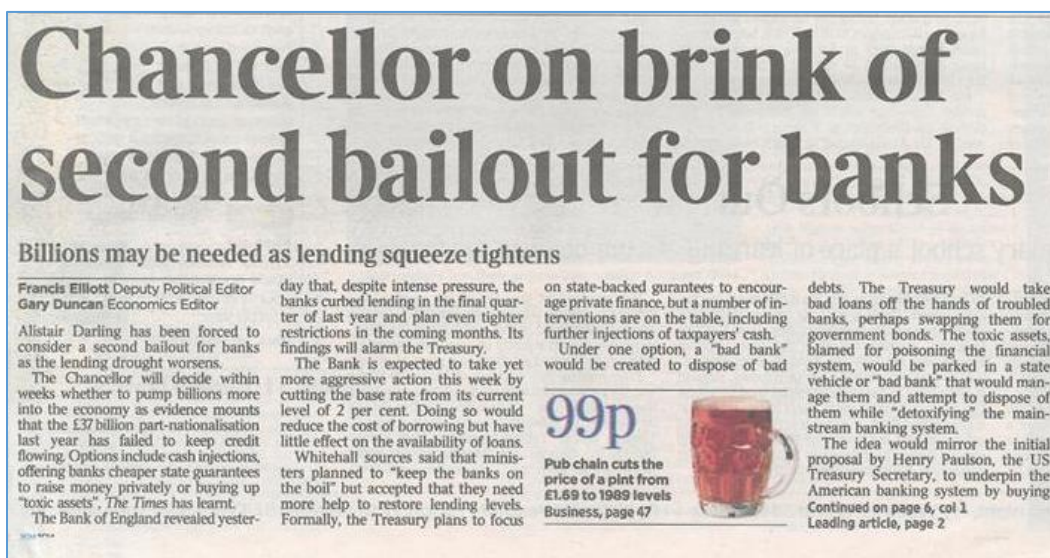 Chancellor on brink of
second bailout for banks
Billions may be needed as lending squeeze tightens
Francis Elliott Deputy Political Editor
Gary Duncan Economics Editor
Alistair Darling has been forced to
consider a second bailout for banks
as the lending drought worsens.
The Chancellor will decide within
weeks whether to pump billions more
into the economy as evidence mounts
that the £37 billion part-nationalisation
last year has failed to keep credit
flowing. Options include cash injections,
offering banks cheaper state guarantees
to raise money privately or buying up
"toxic assets", The Times has learnt.
The Bank of England revealed yester-
day that, despite intense pressure, the
banks curbed lending in the final quar-
ter of last year and plan even tighter
restrictions in the coming months. Its
findings will alarm the Treasury.
The Bank is expected to take yet
more aggressive action this week by
cutting the base rate from its current
level of 2 per cent. Doing so would
reduce the cost of borrowing but have
little effect on the availability of loans.
Whitehall sources said that minis-
ters planned to "keep the banks on
the boil" but accepted that they need
more help to restore lending levels.
Formally, the Treasury plans to focus
on state-backed gurantees to encour-
age private finance, but a number of in-
terventions are on the table, including
further injections of taxpayers' cash.
Under one option, a "bad bank"
would be created to dispose of bad
99p
Pub chain cuts the
price of a pint from
£1.69 to 1989 levels
Business, page 47
debts. The Treasury would take
bad loans off the hands of troubled
banks, perhaps swapping them for
government bonds. The toxic assets,
blamed for poisoning the financial
system, would be parked in a state
vehicle or "bad bank" that would man-
age them and attempt to dispose of
them while "detoxifying" the main-
stream banking system.
The idea would mirror the initial
proposal by Henry Paulson, the US
Treasury Secretary, to underpin the
American banking system by buying
Continued on page 6, col 1
Leading article, page 2